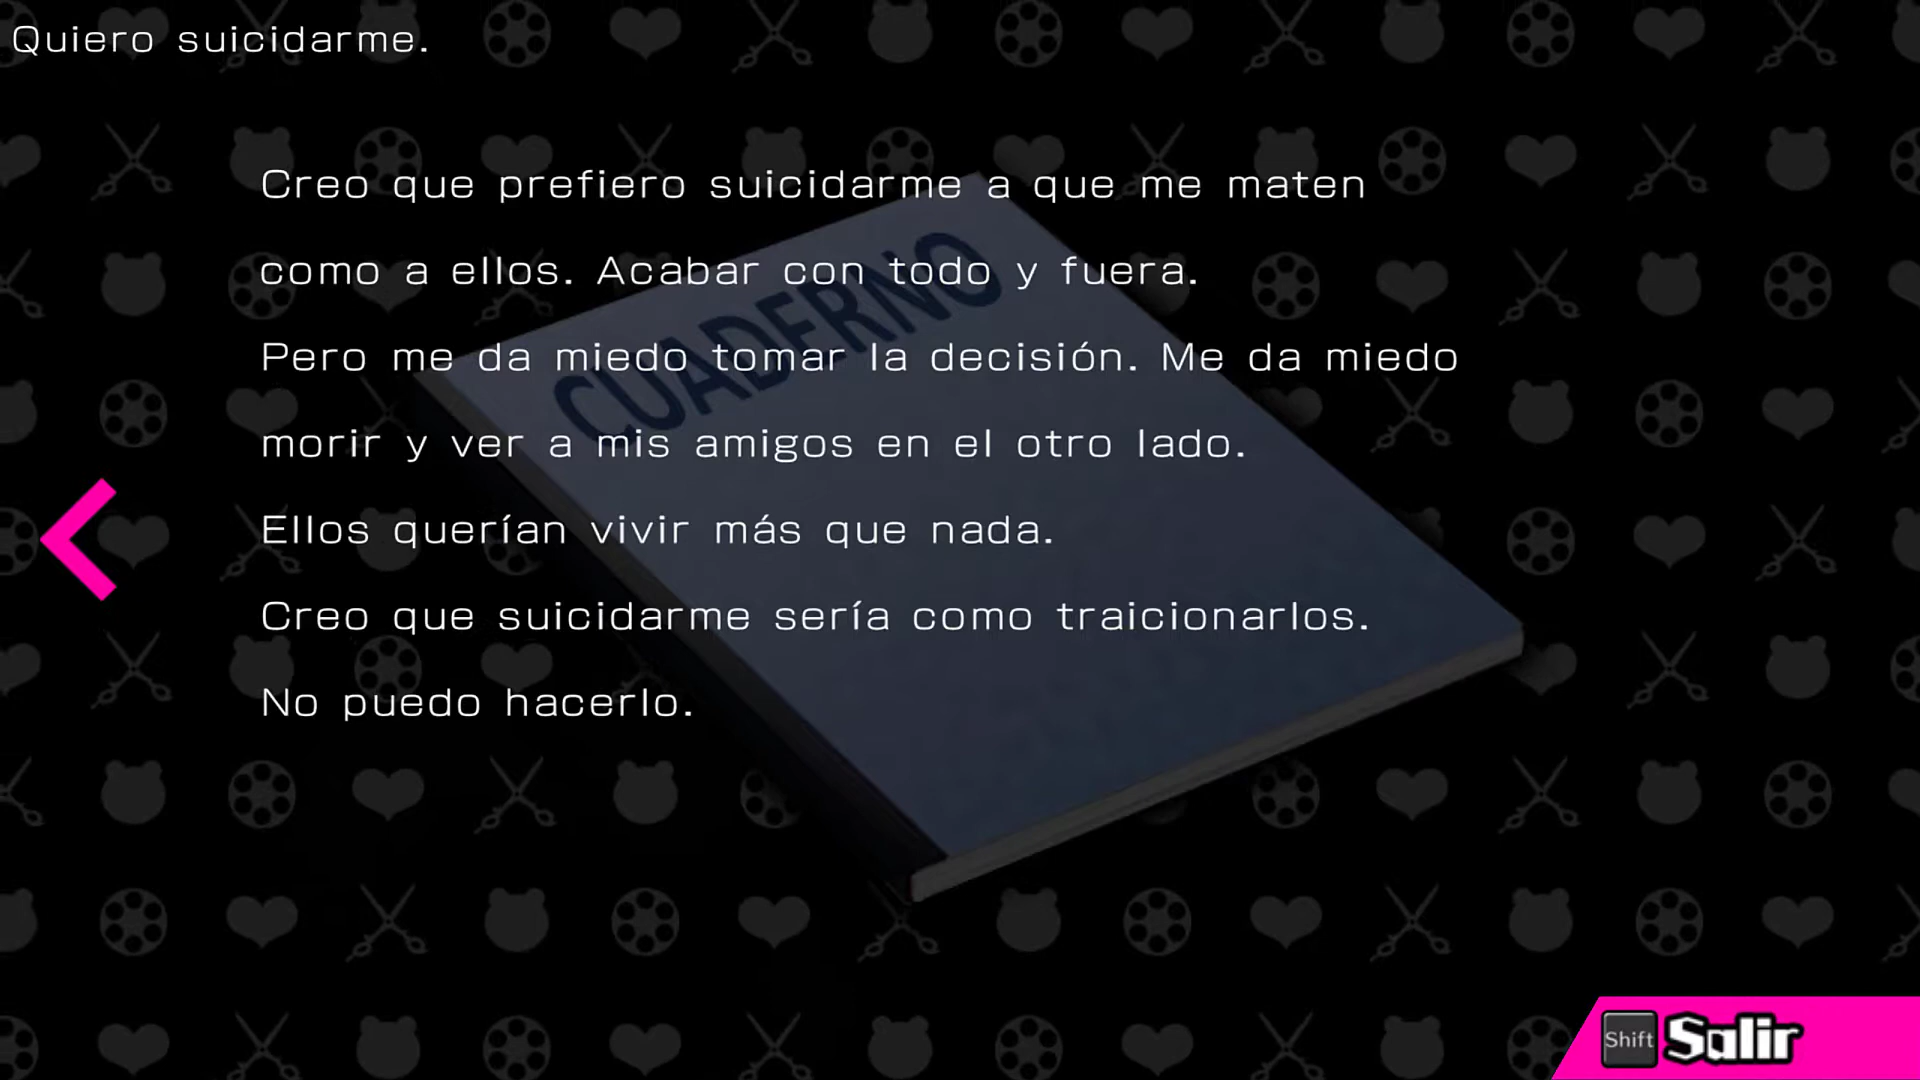 Quiero suicidarme.
Creo que prefiero suicidarme a que me maten
como a ellos. Acabar con todo y fuera.
Pero me da miedo tomar la decisión. Me da miedo
morir y ver a mis amigos en el otro lado.
Ellos querían vivir más que nada.
Creo que suicidarme sería como traicionarlos.
No puedo hacerlo.
CUADERNO
Shift Salir